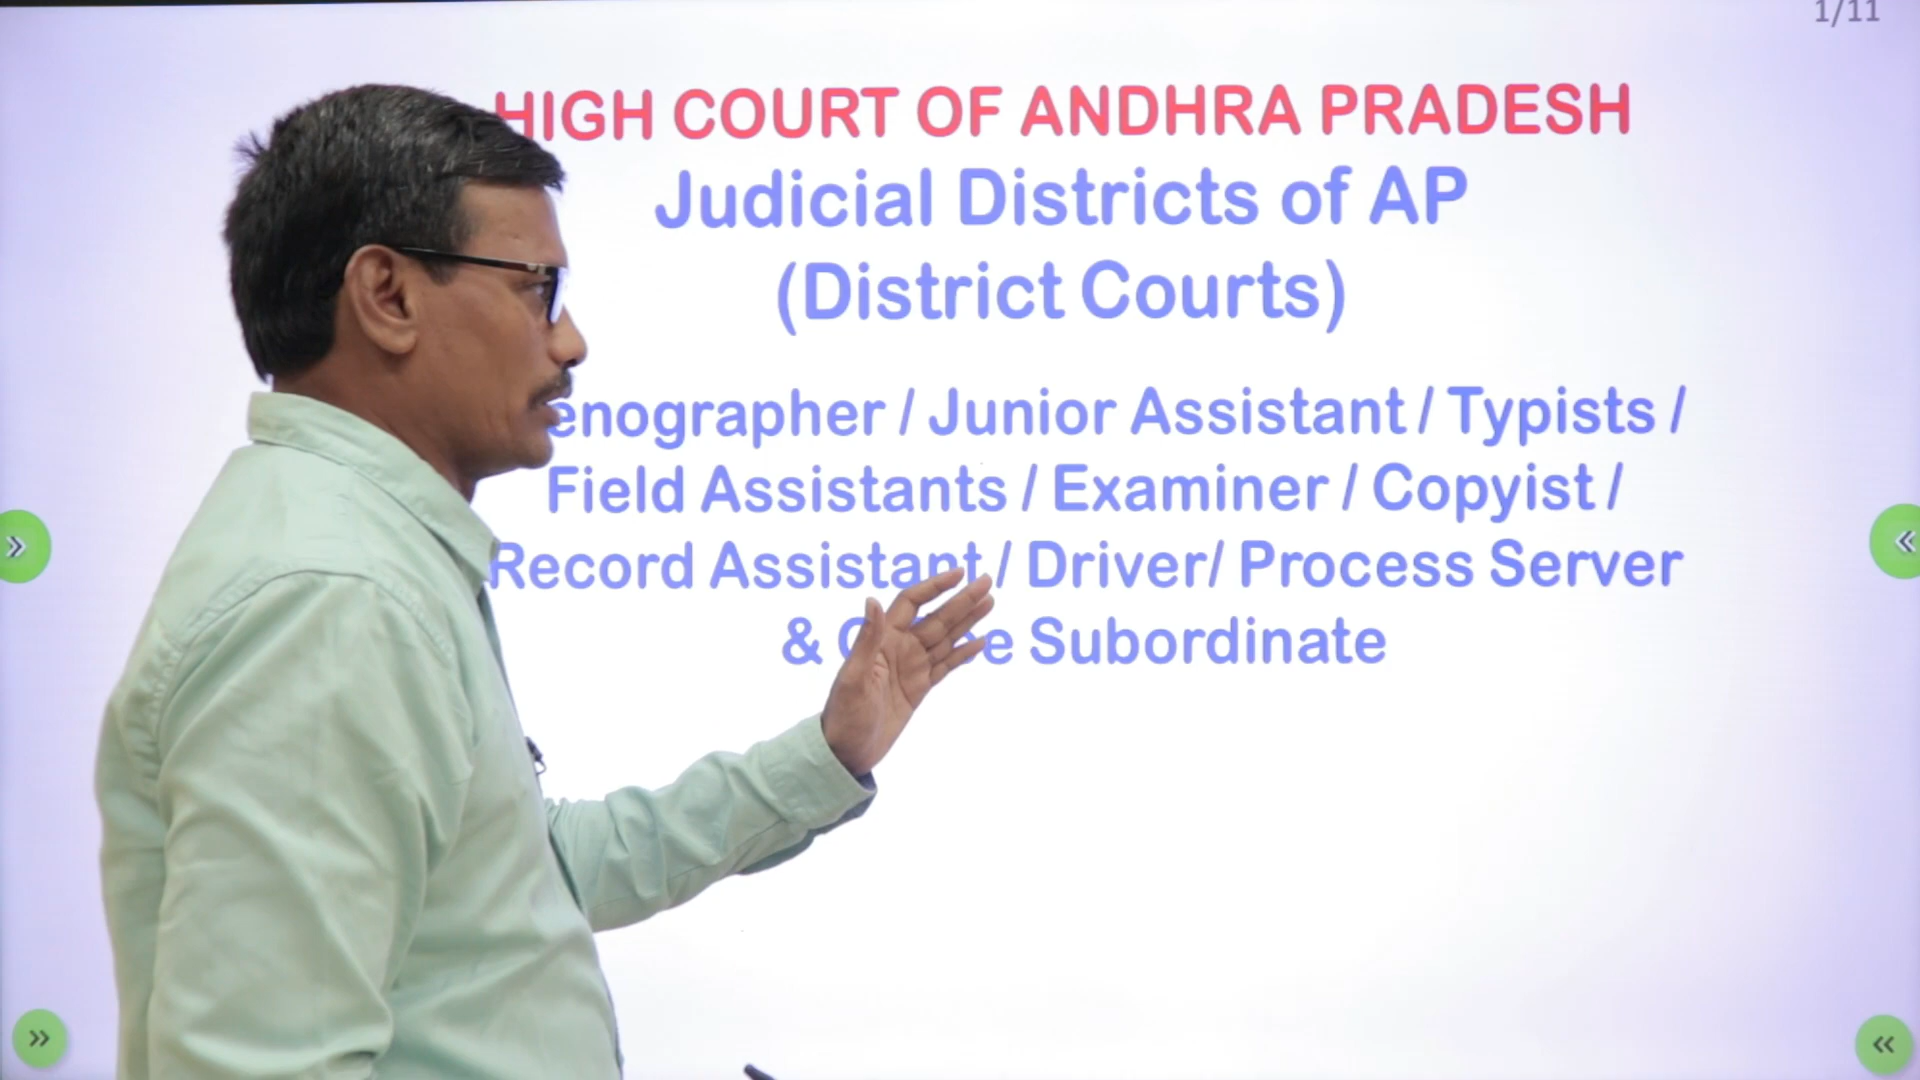 1/11
HIGH COURT OF ANDHRA PRADESH
Judicial Districts of AP
(District Courts)
/ Junior Assistant / Typists /
Field Assistants / Examiner / Copyist /
Record Assistant / Driver/ Process Server
& Subordinate